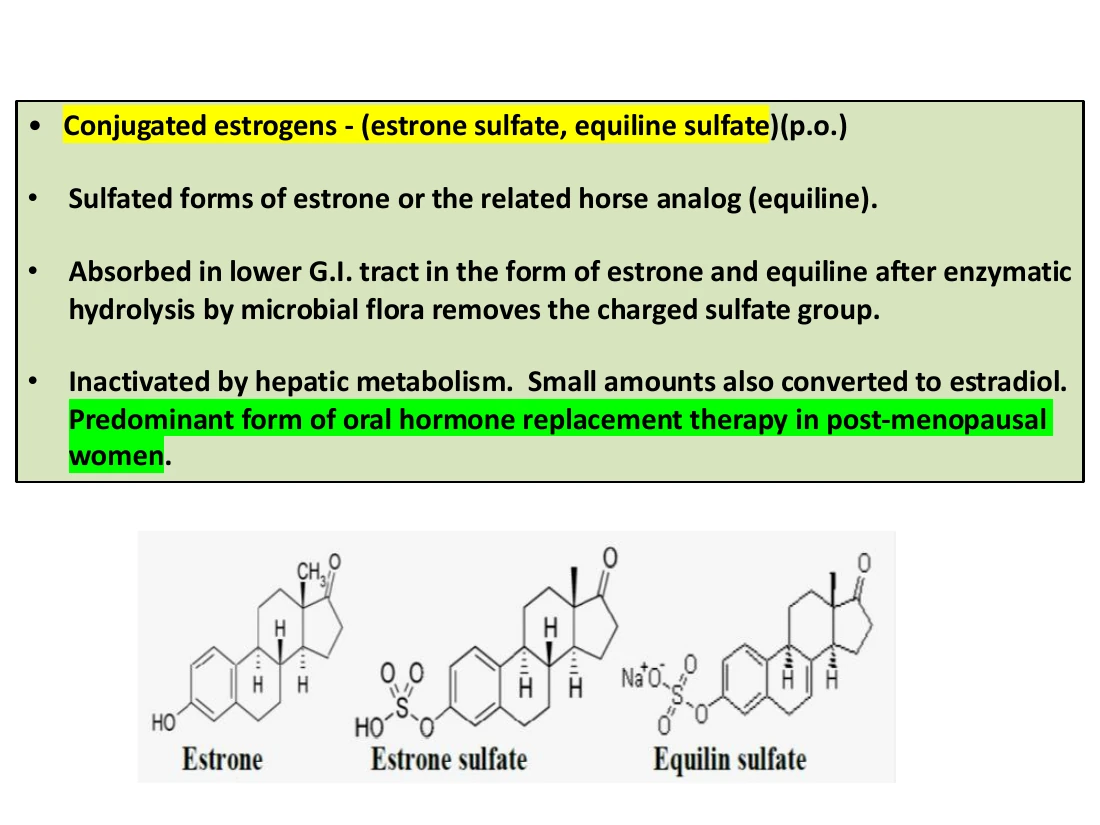 • Conjugated estrogens - (estrone sulfate, equiline sulfate)(p.o.)
• Sulfated forms of estrone or the related horse analog (equiline).
• Absorbed in lower G.I. tract in the form of estrone and equiline after enzymatic
hydrolysis by microbial flora removes the charged sulfate group.
• Inactivated by hepatic metabolism.  Small amounts also converted to estradiol.
Predominant form of oral hormone replacement therapy in post-menopausal
women.
CH3 O
H
H H
HO
Estrone
O
H
O O
H H
S
HO O
Estrone sulfate
O
Na+O- O
H H
S
O O
Equilin sulfate